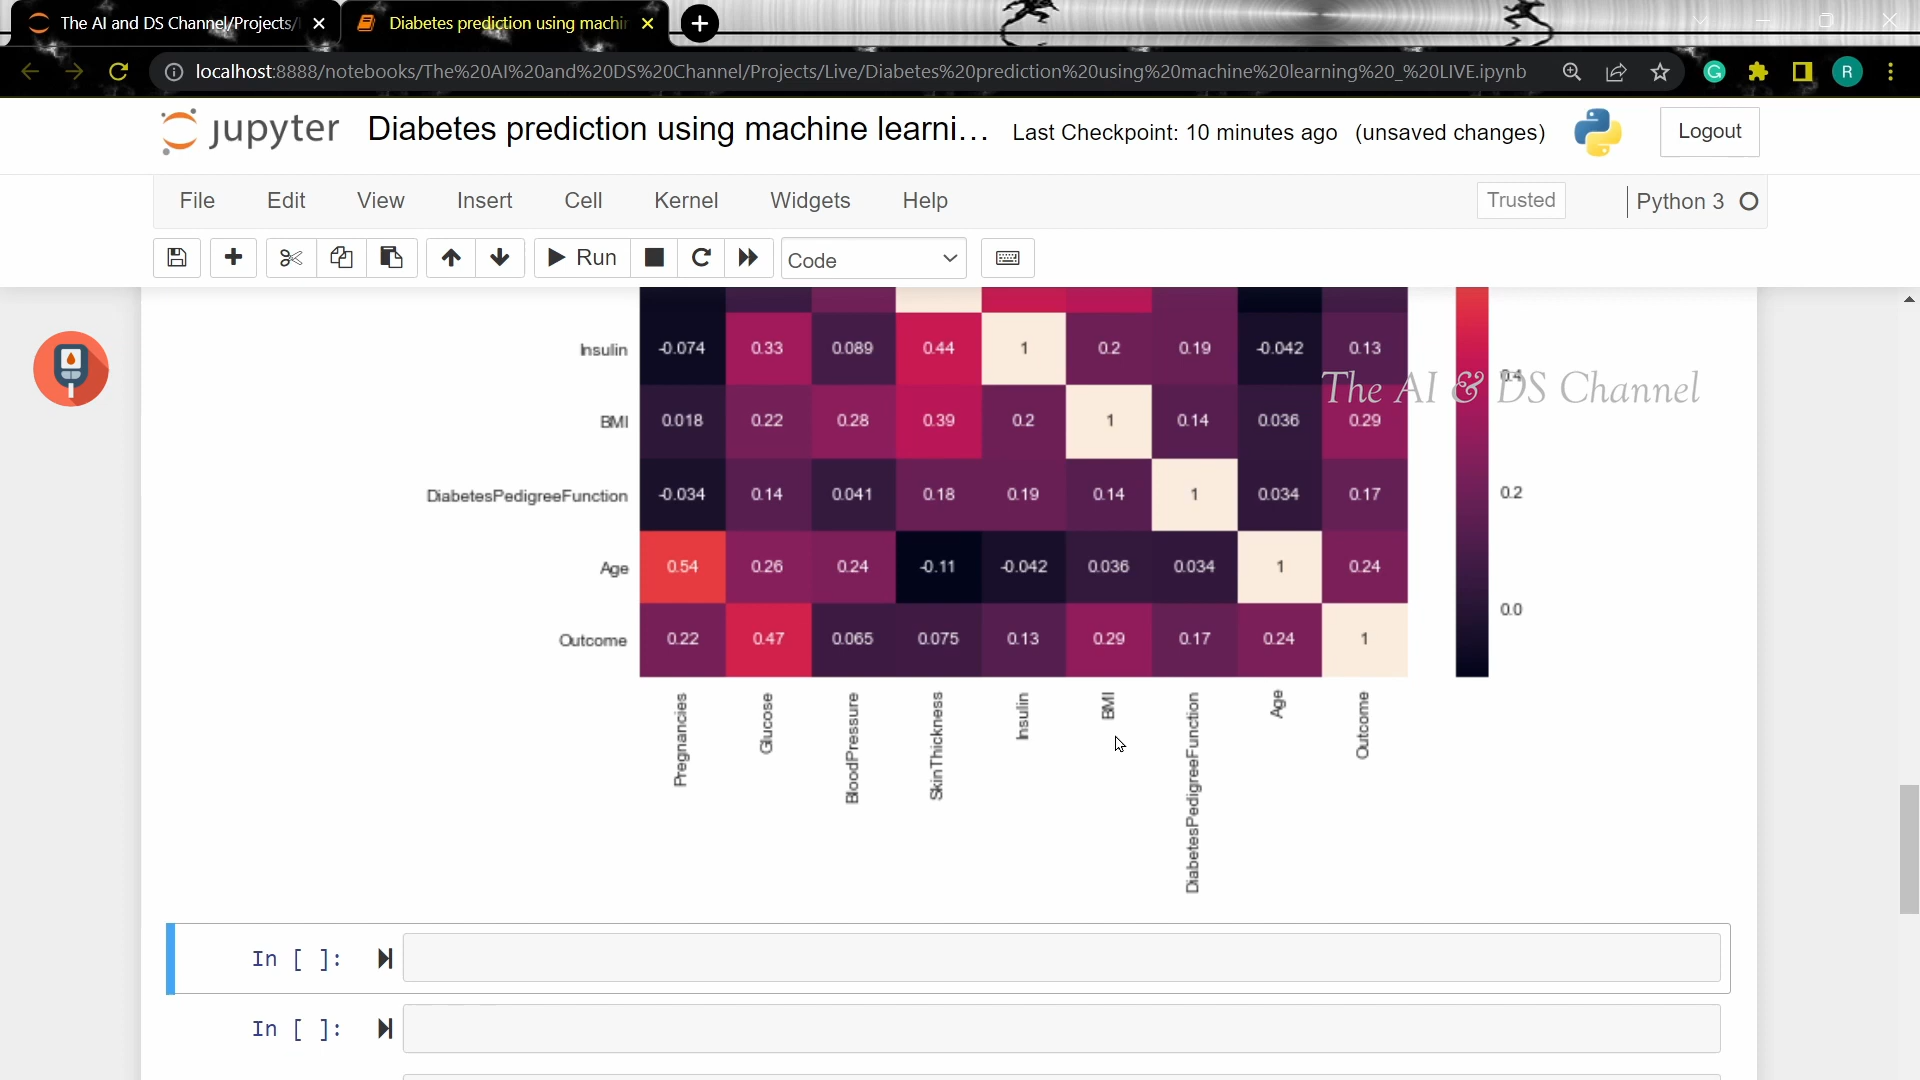 The AI and DS Channel/Projects/
Diabetes prediction using machin
localhost:8888/notebooks/The%20AI%20and%20DS%20Channel/Projects/Live/Diabetes%20prediction%20using%20machine%20learning%20_%20LIVE.ipynb
R
jupyter Diabetes prediction using machine learni... Last Checkpoint: 10 minutes ago (unsaved changes) Logout
File Edit View Insert Cell Kernel Widgets Help Trusted Python 3
Run Code
Insulin -0.074 0.33 0.089 0.44 1 0.2 0.19 -0.042 0.13
0.4
The AI & DS Channel
BMI 0.018 0.22 0.28 0.39 0.2 1 0.14 0.036 0.29
DiabetesPedigreeFunction -0.034 0.14 0.041 0.18 0.19 0.14 1 0.034 0.17
0.2
Age 0.54 0.26 0.24 -0.11 -0.042 0.036 0.034 1 0.24
0.0
Outcome 0.22 0.47 0.065 0.075 0.13 0.29 0.17 0.24 1
Pregnancies
Glucose
BloodPressure
SkinThickness
Insulin
BMI
DiabetesPedigreeFunction
Age
Outcome
In [ ]:
In [ ]: